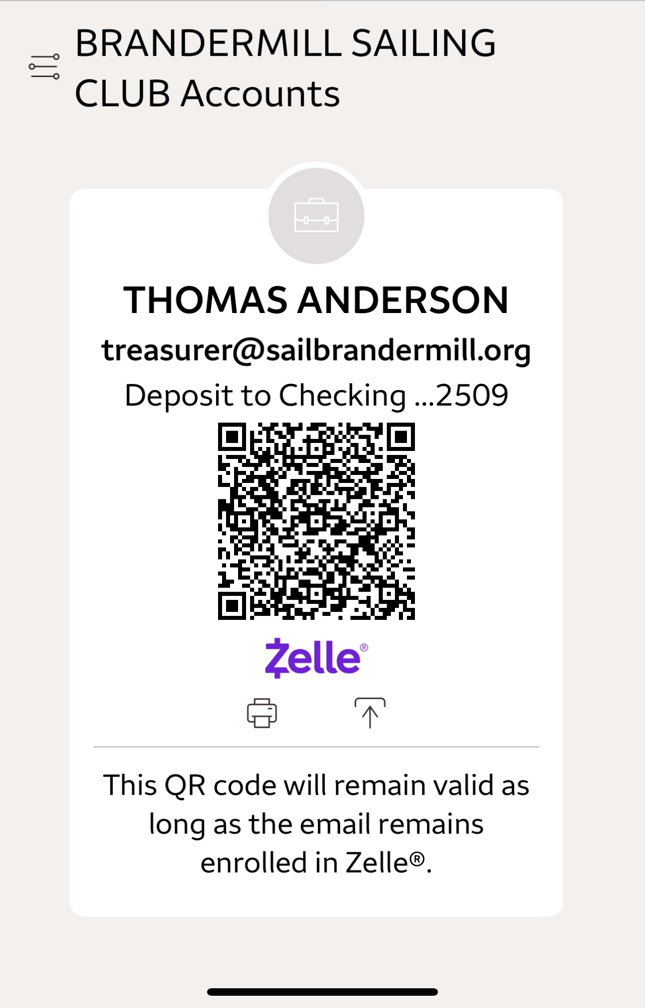 BRANDERMILL SAILING
CLUB Accounts
THOMAS ANDERSON
treasurer@sailbrandermill.org
Deposit to Checking ...2509
Zelle®
This QR code will remain valid as
long as the email remains
enrolled in Zelle®.